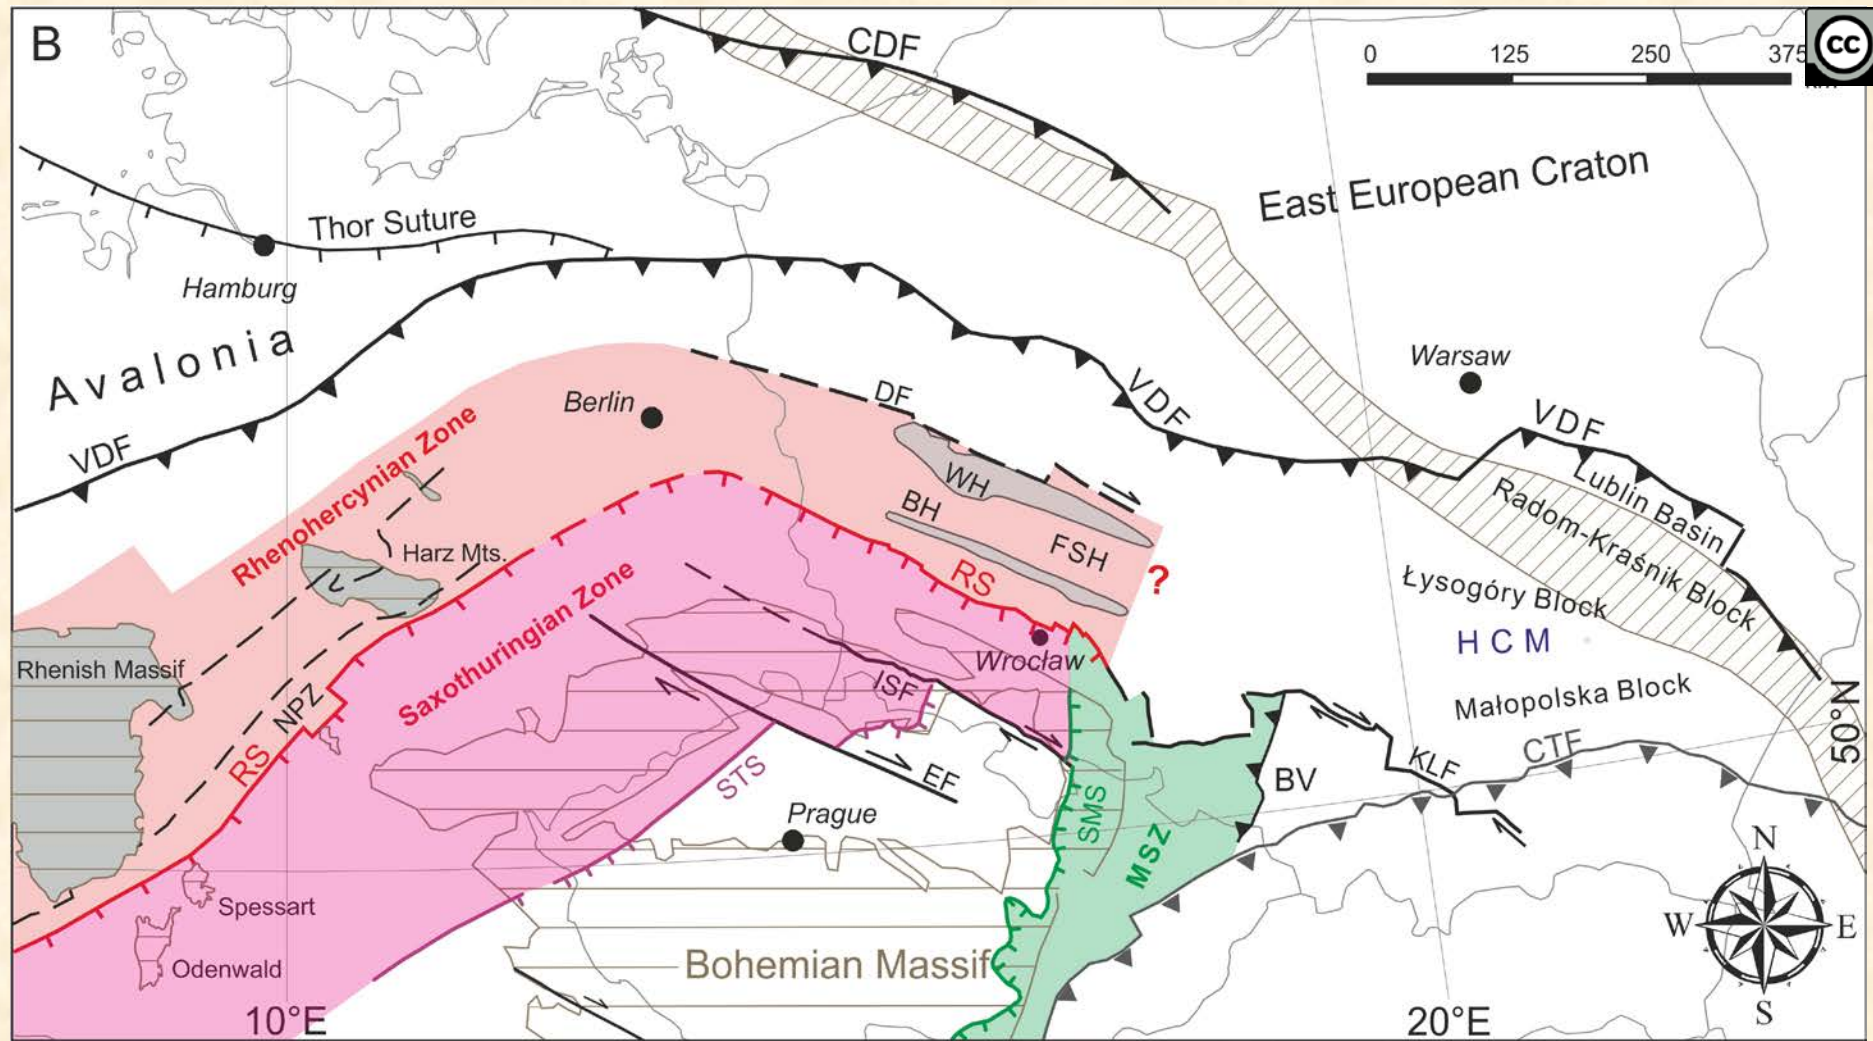 B
CDF
0 125 250 375
cc
East European Craton
Thor Suture
Hamburg
Avalonia
Warsaw
VDF
DF
Berlin
VDF
VDF
Rhenohercynian Zone
WH
BH
FSH
Lublin Basin
Radom-Kraśnik Block
Harz Mts.
RS
?
Łysogóry Block
HCM
Saxothuringian Zone
Wrocław
Rhenish Massif
ISF
Małopolska Block
NPZ
RS
50°N
CTF
KLF
STS
EF
BV
Prague
SMS
MSZ
Spessart
Odenwald
Bohemian Massif
N
W E
S
10°E
20°E